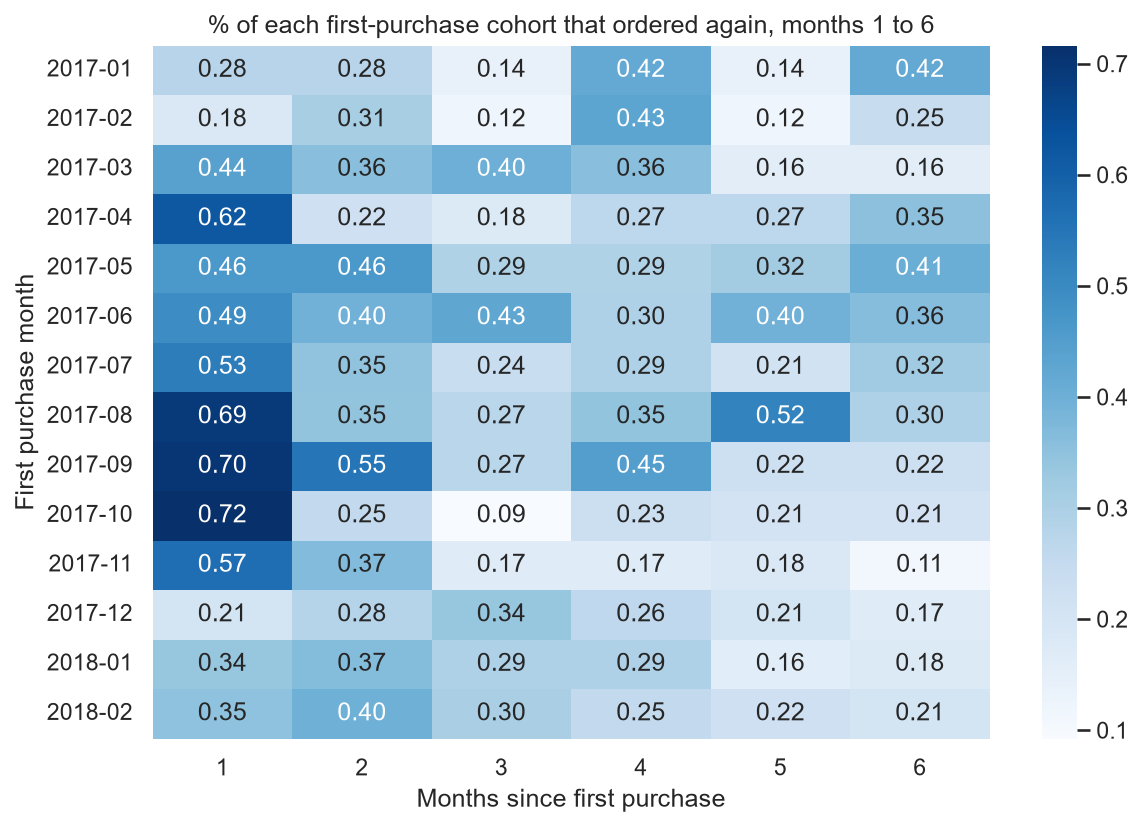 % of each first-purchase cohort that ordered again, months 1 to 6
First purchase month
2017-01 0.28 0.28 0.14 0.42 0.14 0.42
2017-02 0.18 0.31 0.12 0.43 0.12 0.25
2017-03 0.44 0.36 0.40 0.36 0.16 0.16
2017-04 0.62 0.22 0.18 0.27 0.27 0.35
2017-05 0.46 0.46 0.29 0.29 0.32 0.41
2017-06 0.49 0.40 0.43 0.30 0.40 0.36
2017-07 0.53 0.35 0.24 0.29 0.21 0.32
2017-08 0.69 0.35 0.27 0.35 0.52 0.30
2017-09 0.70 0.55 0.27 0.45 0.22 0.22
2017-10 0.72 0.25 0.09 0.23 0.21 0.21
2017-11 0.57 0.37 0.17 0.17 0.18 0.11
2017-12 0.21 0.28 0.34 0.26 0.21 0.17
2018-01 0.34 0.37 0.29 0.29 0.16 0.18
2018-02 0.35 0.40 0.30 0.25 0.22 0.21
1 2 3 4 5 6
Months since first purchase
0.7
0.6
0.5
0.4
0.3
0.2
0.1